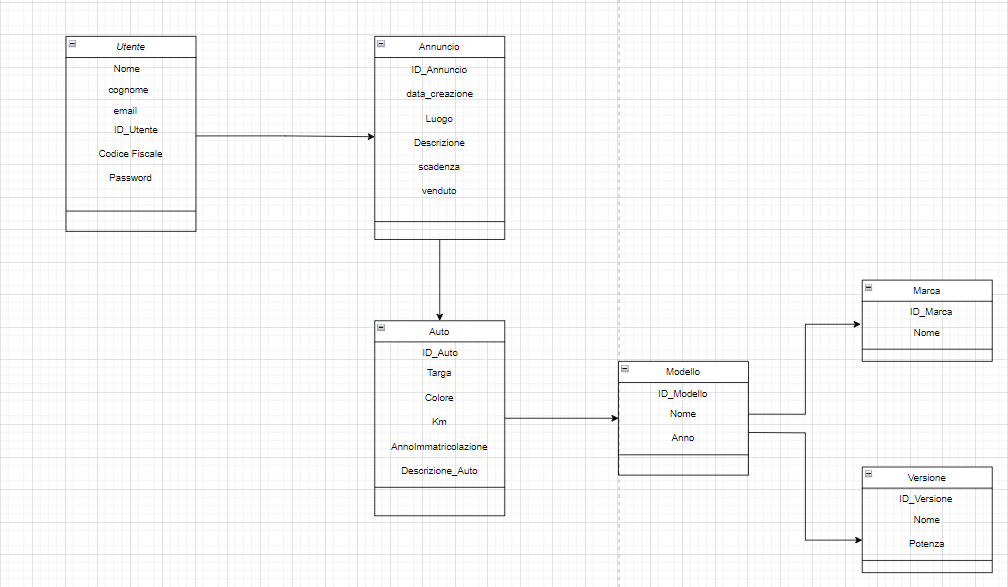 Utente
Nome
cognome
email
ID_Utente
Codice Fiscale
Password
Annuncio
ID_Annuncio
data_creazione
Luogo
Descrizione
scadenza
venduto
Auto
ID_Auto
Targa
Colore
Km
AnnoImmatricolazione
Descrizione_Auto
Modello
ID_Modello
Nome
Anno
Marca
ID_Marca
Nome
Versione
ID_Versione
Nome
Potenza